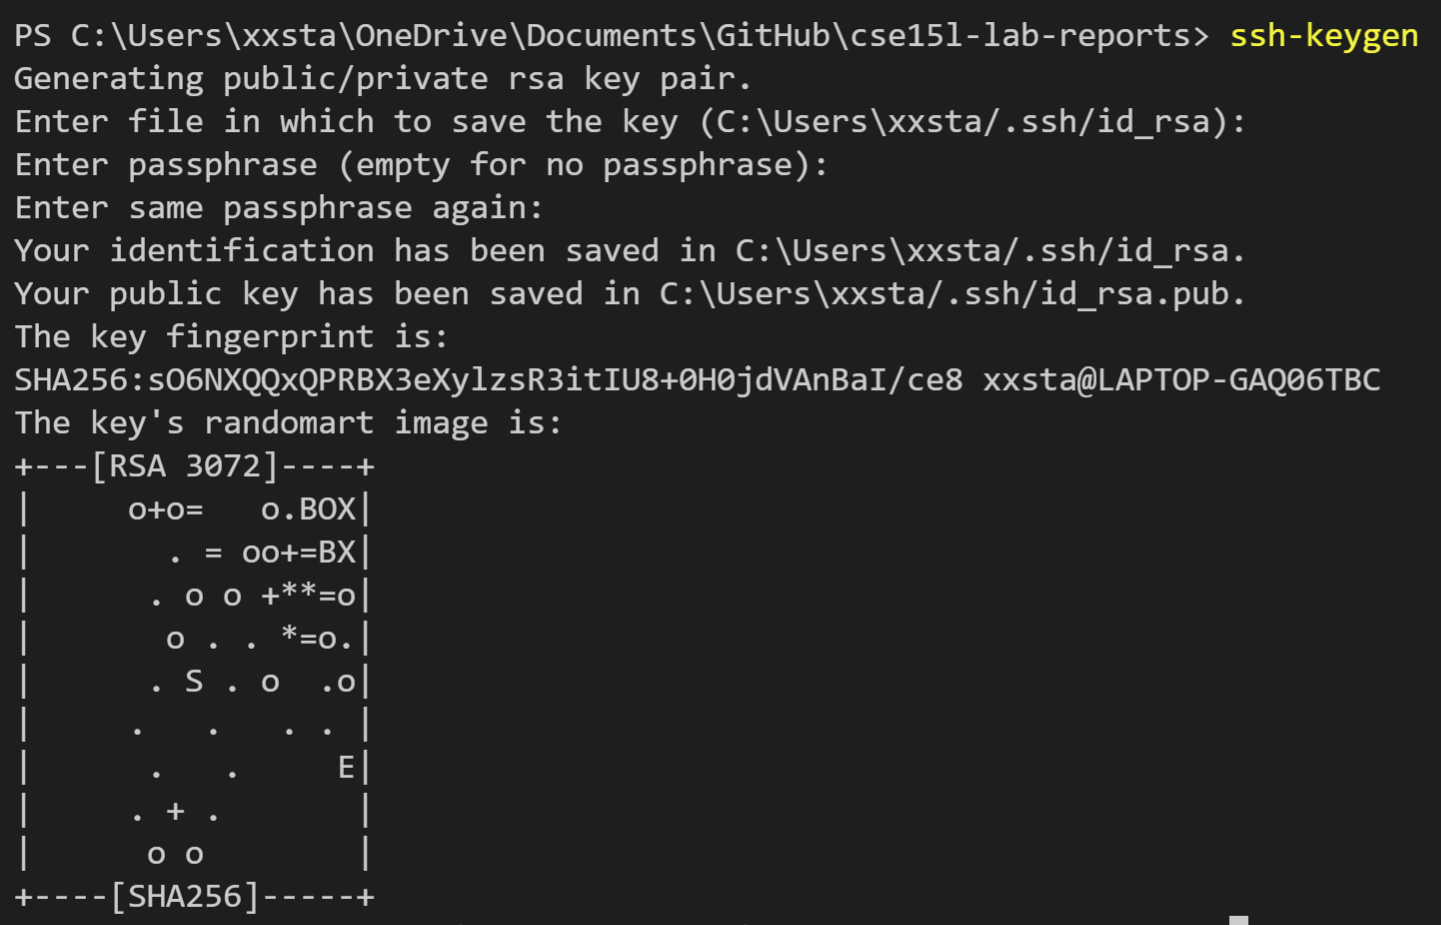 PS C:\Users\xxsta\OneDrive\Documents\GitHub\cse15l-lab-reports> ssh-keygen
Generating public/private rsa key pair.
Enter file in which to save the key (C:\Users\xxsta/.ssh/id_rsa):
Enter passphrase (empty for no passphrase):
Enter same passphrase again:
Your identification has been saved in C:\Users\xxsta/.ssh/id_rsa.
Your public key has been saved in C:\Users\xxsta/.ssh/id_rsa.pub.
The key fingerprint is:
SHA256:sO6NXQQxQPRBX3eXylzsR3itIU8+0H0jdVAnBaI/ce8 xxsta@LAPTOP-GAQ06TBC
The key's randomart image is:
+---[RSA 3072]----+
|     o+o=   o.BOX|
|       . = oo+=BX|
|      . o o +**=o|
|       o . . *=o.|
|      . S . o  .o|
|     .   .   . . |
|      .   .     E|
|     . + .       |
|      o o        |
+----[SHA256]-----+